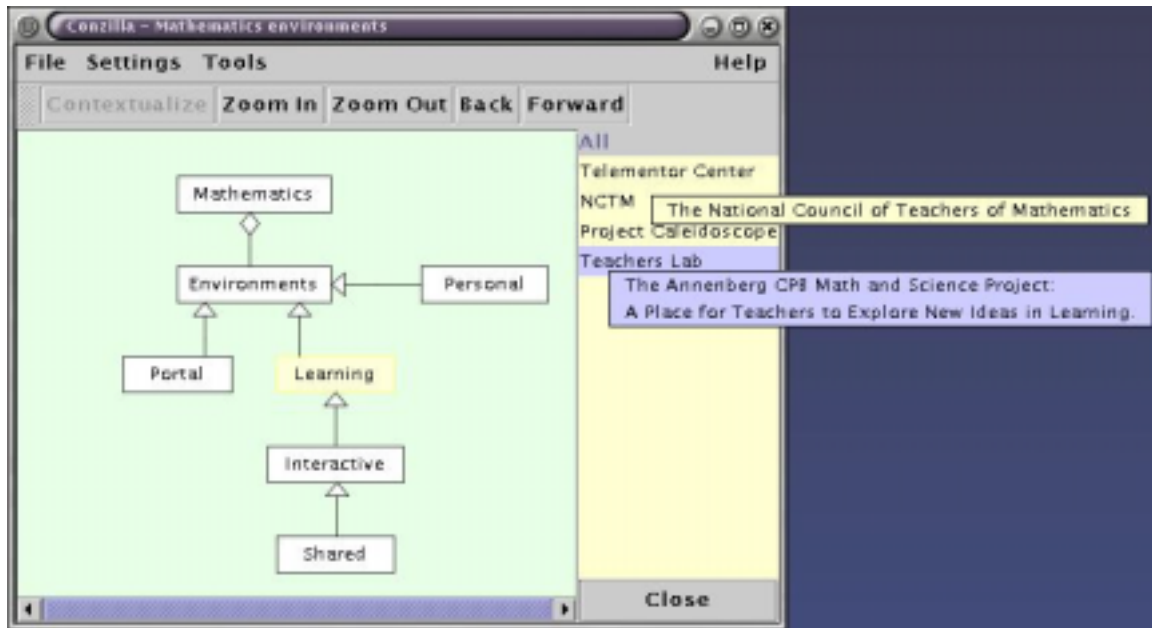 Conzilla - Mathematics environments
File Settings Tools Help
Contextualize Zoom In Zoom Out Back Forward
All
Telementor Center
NCTM
The National Council of Teachers of Mathematics
Project Caleidoscope
Teachers Lab
The Annenberg CPB Math and Science Project:
A Place for Teachers to Explore New Ideas in Learning.
Mathematics
Environments
Personal
Portal
Learning
Interactive
Shared
Close